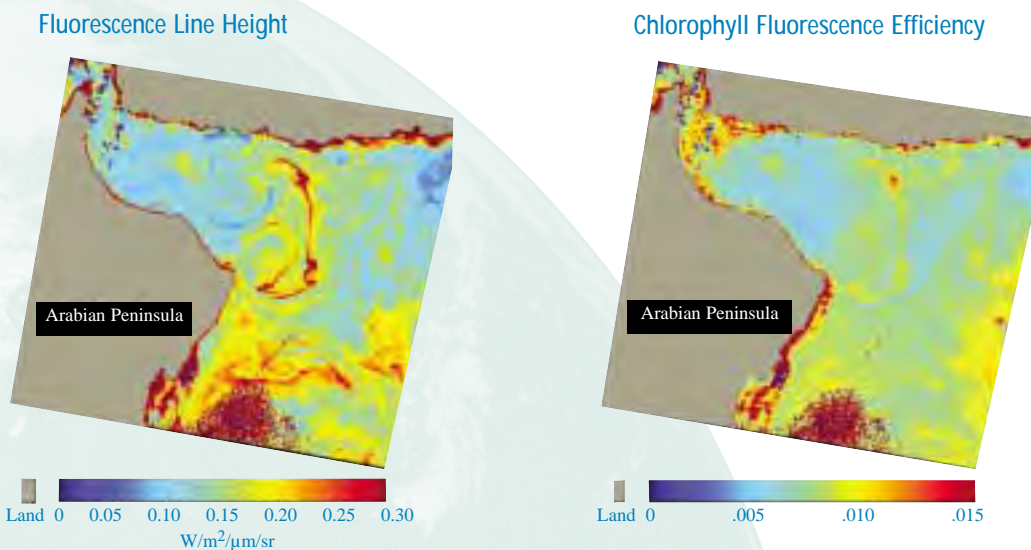 Fluorescence Line Height
Chlorophyll Fluorescence Efficiency
Arabian Peninsula
Arabian Peninsula
Land 0 0.05 0.10 0.15 0.20 0.25 0.30
W/m²/µm/sr
Land 0 .005 .010 .015